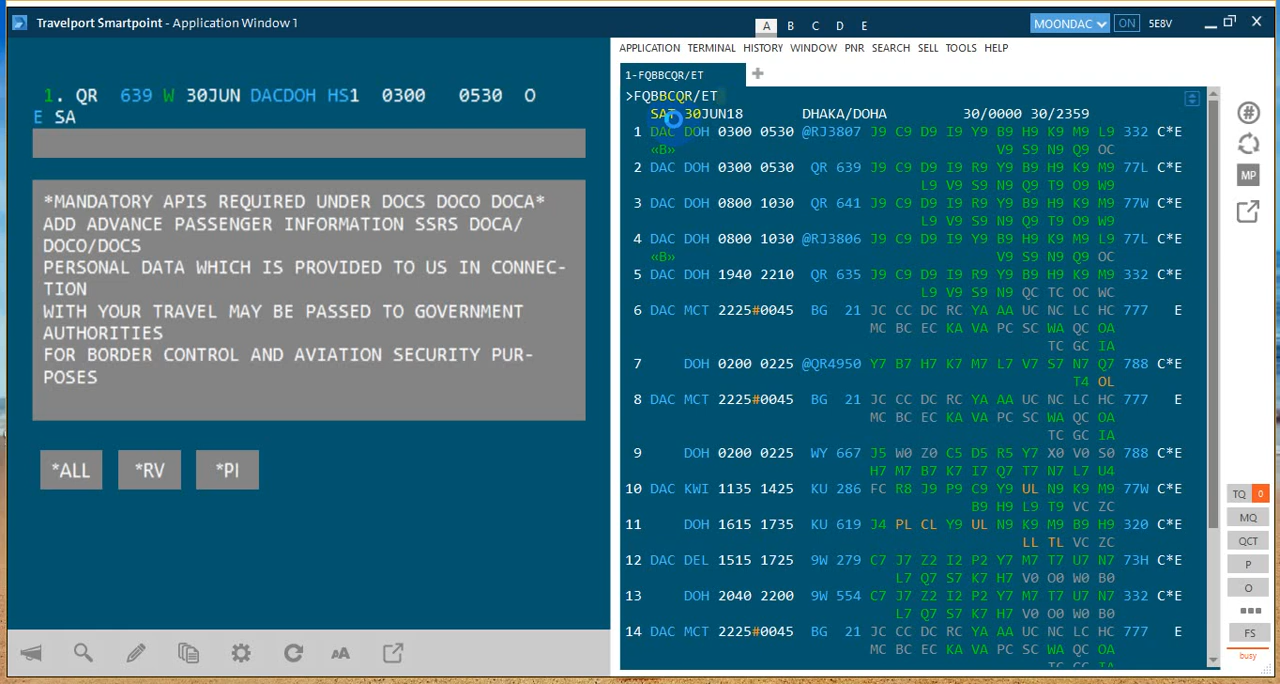 Travelport Smartpoint - Application Window 1
A B C D E
MOONDAC ON 5E8V
1. QR 639 W 30JUN DACDOH HS1 0300 0530 O
E SA
*MANDATORY APIS REQUIRED UNDER DOCS DOCO DOCA*
ADD ADVANCE PASSENGER INFORMATION SSRS DOCA/
DOCO/DOCS
PERSONAL DATA WHICH IS PROVIDED TO US IN CONNEC-
TION
WITH YOUR TRAVEL MAY BE PASSED TO GOVERNMENT
AUTHORITIES
FOR BORDER CONTROL AND AVIATION SECURITY PUR-
POSES
*ALL *RV *PI
AA
APPLICATION TERMINAL HISTORY WINDOW PNR SEARCH SELL TOOLS HELP
1-FQBBCQR/ET
>FQBBCQR/ET
SAT 30JUN18 DHAKA/DOHA 30/0000 30/2359
1 DAC DOH 0300 0530 @RJ3807 J9 C9 D9 I9 Y9 B9 H9 K9 M9 L9 332 C*E
«B» V9 S9 N9 Q9 OC
2 DAC DOH 0300 0530 QR 639 J9 C9 D9 I9 R9 Y9 B9 H9 K9 M9 77L C*E
L9 V9 S9 N9 Q9 T9 O9 W9
3 DAC DOH 0800 1030 QR 641 J9 C9 D9 I9 R9 Y9 B9 H9 K9 M9 77W C*E
L9 V9 S9 N9 Q9 T9 O9 W9
4 DAC DOH 0800 1030 @RJ3806 J9 C9 D9 I9 Y9 B9 H9 K9 M9 L9 77L C*E
«B» V9 S9 N9 Q9 OC
5 DAC DOH 1940 2210 QR 635 J9 C9 D9 I9 R9 Y9 B9 H9 K9 M9 332 C*E
L9 V9 S9 N9 QC TC OC WC
6 DAC MCT 2225#0045 BG 21 JC CC DC RC YA AA UC NC LC HC 777 E
MC BC EC KA VA PC SC WA QC OA
TC GC IA
7 DOH 0200 0225 @QR4950 Y7 B7 H7 K7 M7 L7 V7 S7 N7 Q7 788 C*E
T4 OL
8 DAC MCT 2225#0045 BG 21 JC CC DC RC YA AA UC NC LC HC 777 E
MC BC EC KA VA PC SC WA QC OA
TC GC IA
9 DOH 0200 0225 WY 667 J5 W0 Z0 C5 D5 R5 Y7 X0 V0 S0 788 C*E
H7 M7 B7 K7 I7 Q7 T7 N7 L7 U4
10 DAC KWI 1135 1425 KU 286 FC R8 J9 P9 C9 Y9 UL N9 K9 M9 77W C*E
B9 H9 L9 T9 VC ZC
11 DOH 1615 1735 KU 619 J4 PL CL Y9 UL N9 K9 M9 B9 H9 320 C*E
LL TL VC ZC
12 DAC DEL 1515 1725 9W 279 C7 J7 Z2 I2 P2 Y7 M7 T7 U7 N7 73H C*E
L7 Q7 S7 K7 H7 V0 O0 W0 B0
13 DOH 2040 2200 9W 554 C7 J7 Z2 I2 P2 Y7 M7 T7 U7 N7 332 C*E
L7 Q7 S7 K7 H7 V0 O0 W0 B0
14 DAC MCT 2225#0045 BG 21 JC CC DC RC YA AA UC NC LC HC 777 E
MC BC EC KA VA PC SC WA QC OA
TC GC IA
#
MP
TQ 0
MQ
QCT
P
O
FS
busy